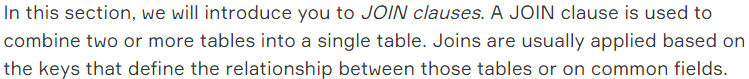 In this section, we will introduce you to JOIN clauses. A JOIN clause is used to
combine two or more tables into a single table. Joins are usually applied based on
the keys that define the relationship between those tables or on common fields.